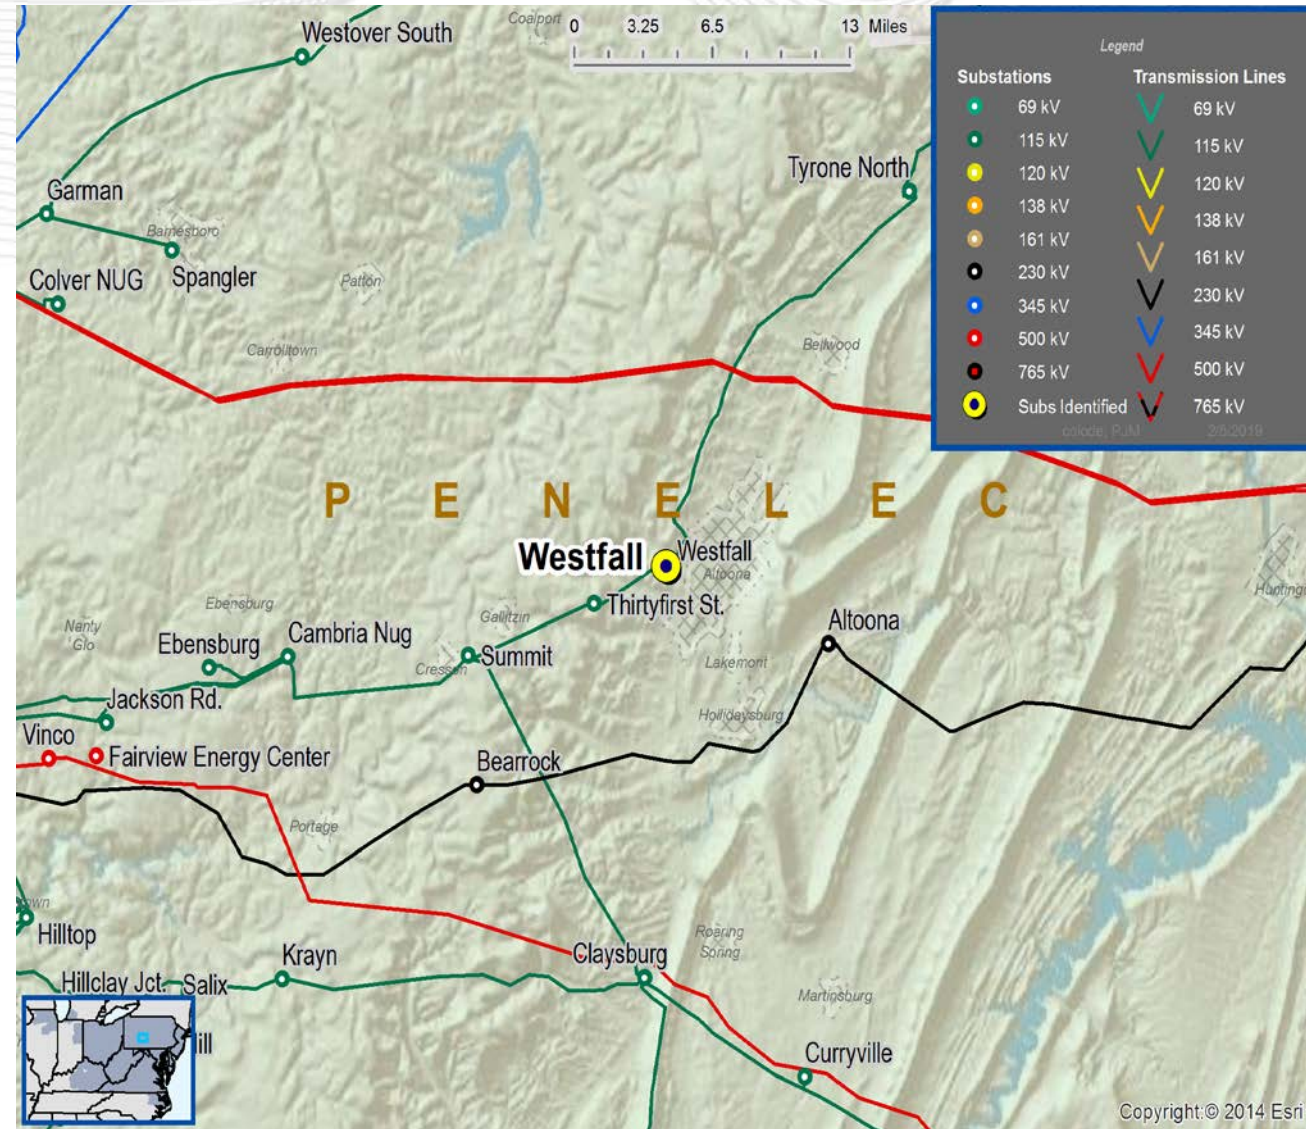 Westover South
Coalport
0 3.25 6.5 13 Miles
Legend
Substations Transmission Lines
69 kV 69 kV
115 kV 115 kV
120 kV 120 kV
138 kV 138 kV
161 kV 161 kV
230 kV 230 kV
345 kV 345 kV
500 kV 500 kV
765 kV 765 kV
Subs Identified
PJM 2/6/2019
Tyrone North
Garman
Barnesboro
Spangler
Colver NUG
Patton
Carrolltown
Bellwood
PENELEC
Westfall
Westfall
Altoona
Thirtyfirst St.
Ebensburg
Gallitzin
Nanty
Glo
Ebensburg
Cambria Nug
Cresson
Summit
Altoona
Lakemont
Hollidaysburg
Jackson Rd.
Vinco
Fairview Energy Center
Bearrock
Portage
Hilltop
Krayn
Claysburg
Roaring
Spring
Hillclay Jct.
Salix
Martinsburg
Curryville
Copyright:© 2014 Esri